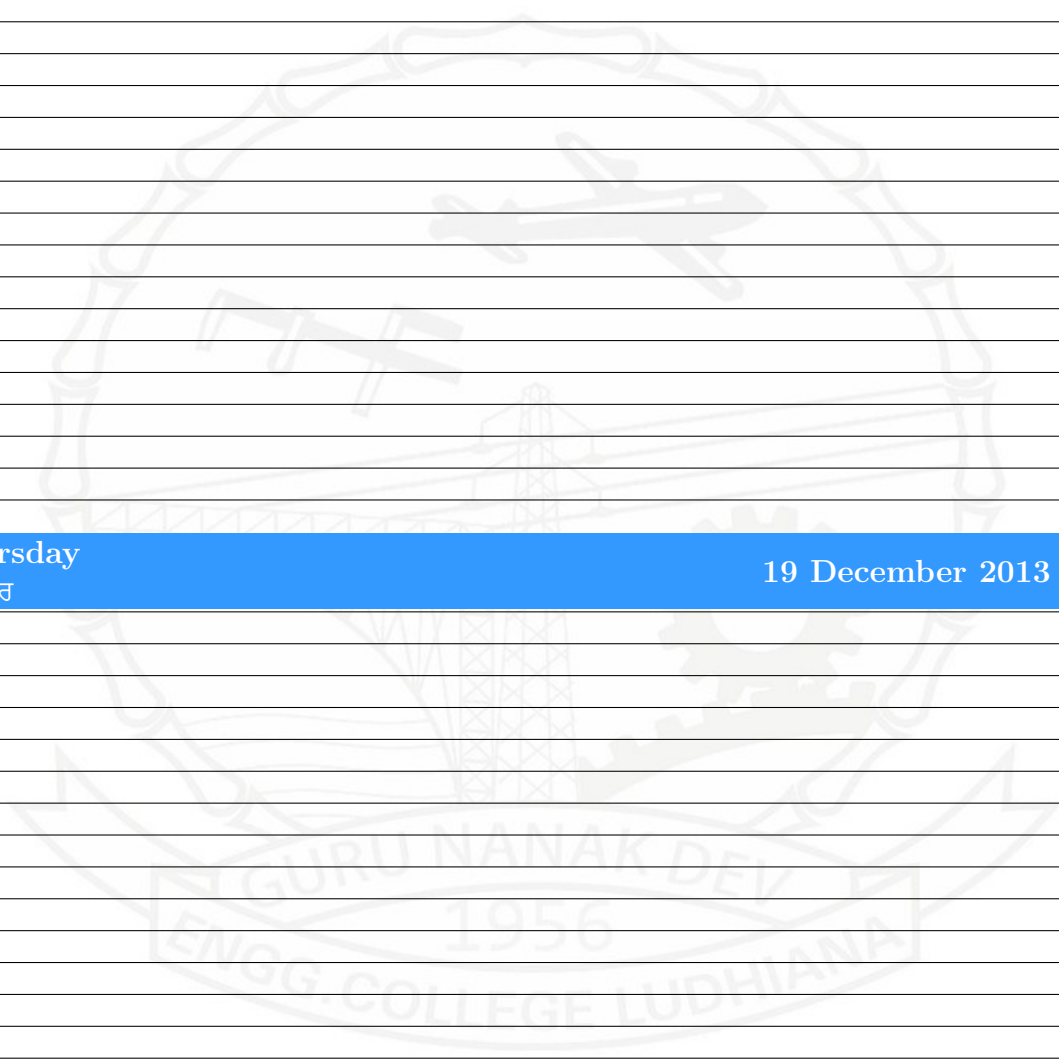 rsday
ਰ
19 December 2013
GURU NANAK DEV
1956
ENGG.COLLEGE LUDHIANA